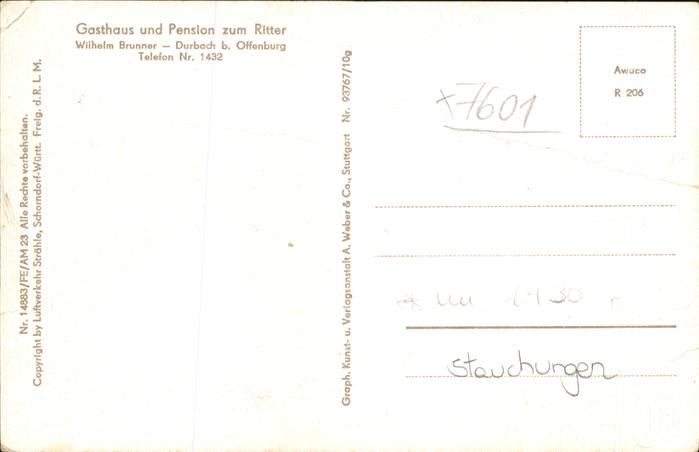 Gasthaus und Pension zum Ritter
Wilhelm Brunner – Durbach b. Offenburg
Telefon Nr. 1432
Nr. 14883/FE/AM 23 Alle Rechte vorbehalten.
Copyright by Luftverkehr Strähle, Schorndorf-Württ. Freig. d. R. L. M.
Graph. Kunst- u. Verlagsanstalt A. Weber & Co., Stuttgart Nr. 93767/10g
Awuco
R 206
x7601
Stauchungen